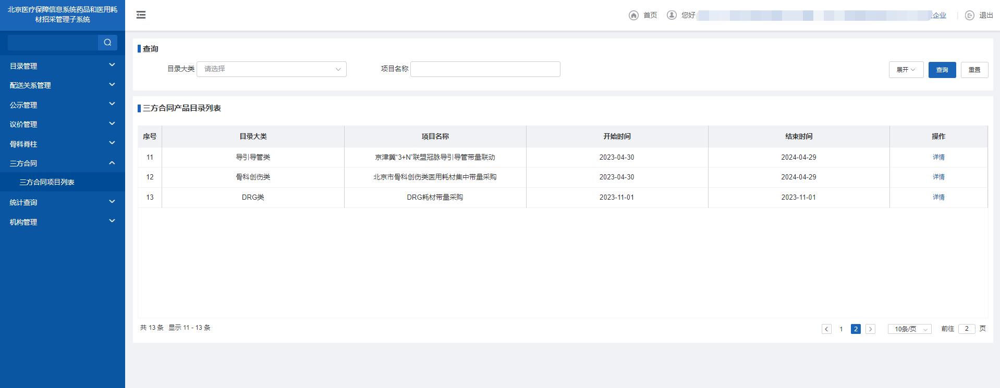 北京医疗保障信息系统药品和医用耗
材招采管理子系统
首页 您好 企业 退出
目录管理
配送关系管理
公示管理
议价管理
骨科脊柱
三方合同
三方合同项目列表
统计查询
机构管理
查询
目录大类 请选择 项目名称 展开 查询 重置
三方合同产品目录列表
序号 目录大类 项目名称 开始时间 结束时间 操作
11 导引导管类 京津冀“3+N”联盟冠脉导引导管带量联动 2023-04-30 2024-04-29 详情
12 骨科创伤类 北京市骨科创伤类医用耗材集中带量采购 2023-04-30 2024-04-29 详情
13 DRG类 DRG耗材带量采购 2023-11-01 2023-11-01 详情
共 13 条 显示 11 - 13 条 1 2 10条/页 前往 2 页